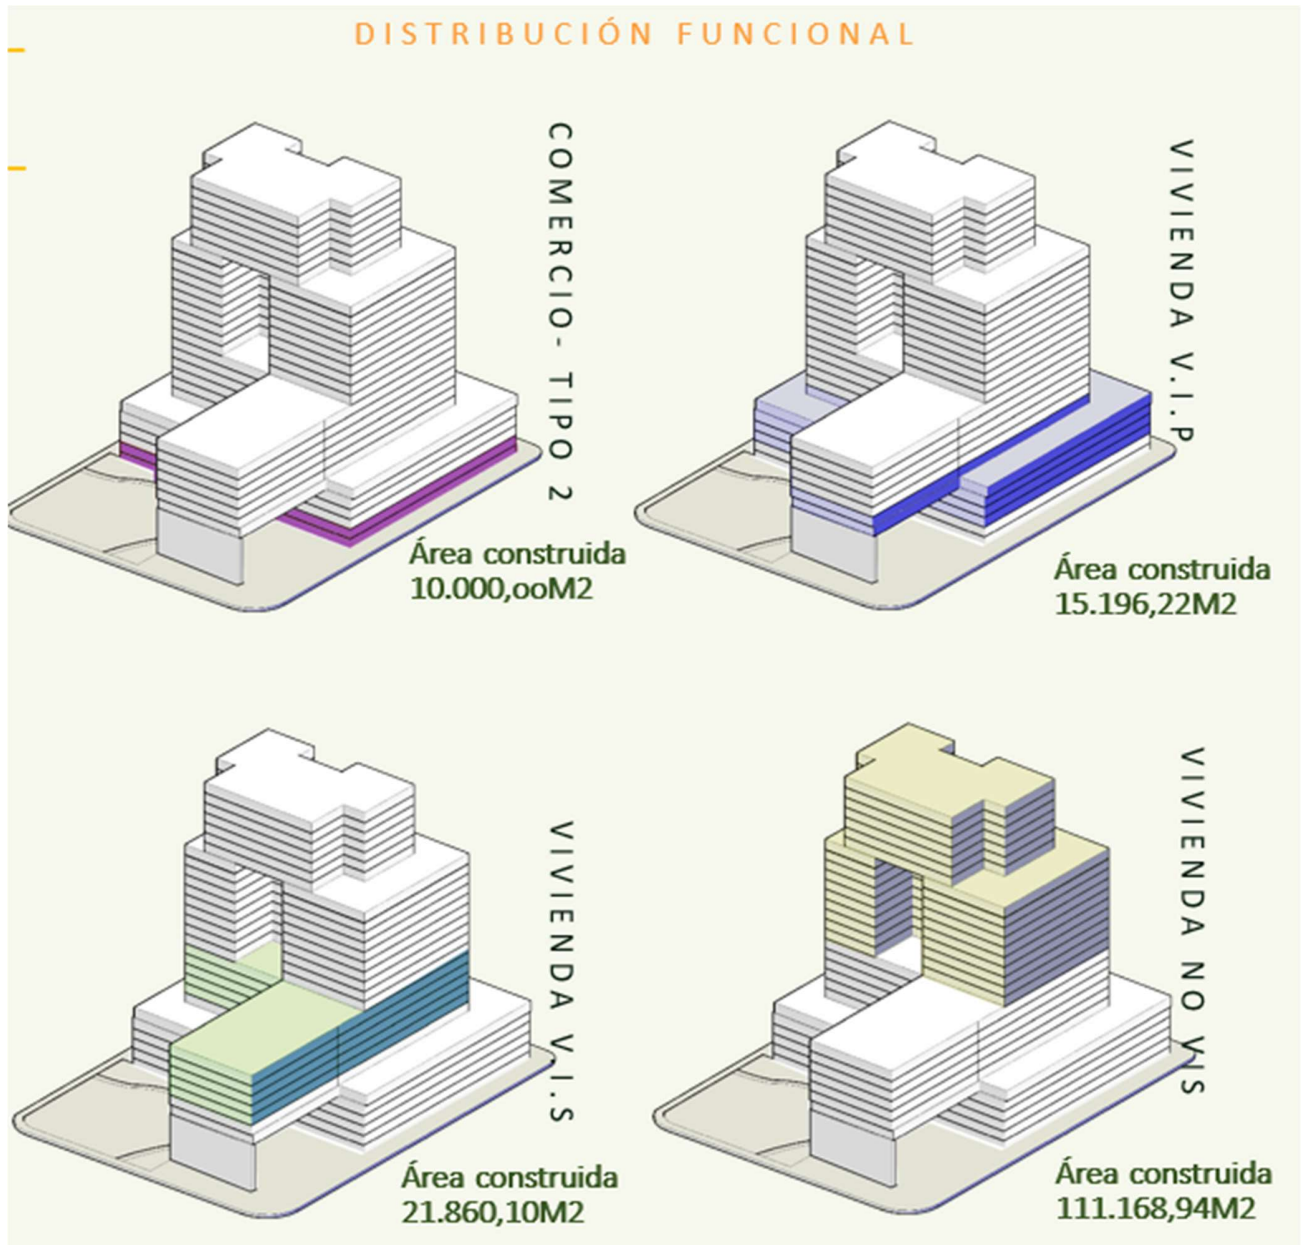 DISTRIBUCIÓN FUNCIONAL
COMERCIO- TIPO 2
Área construida
10.000,ooM2
VIVIENDA V.I.P
Área construida
15.196,22M2
VIVIENDA V.I.S
Área construida
21.860,10M2
VIVIENDA NO VIS
Área construida
111.168,94M2